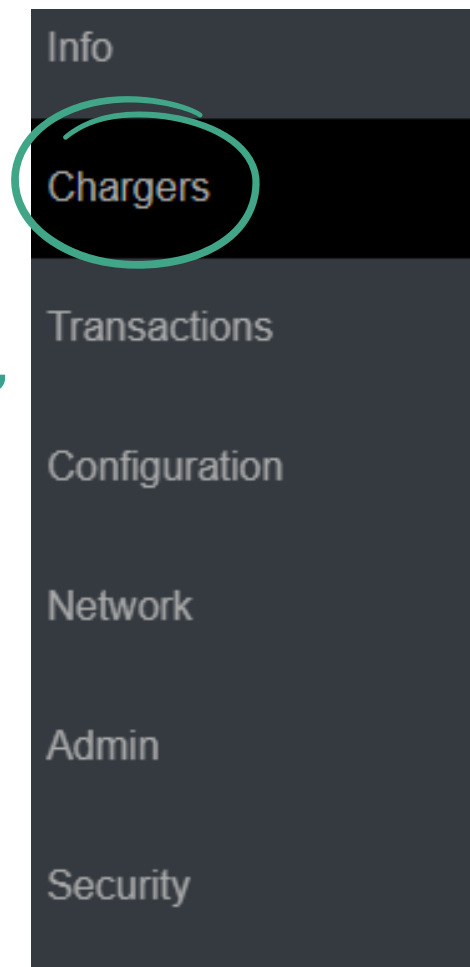 Info
Chargers
Transactions
Configuration
Network
Admin
Security